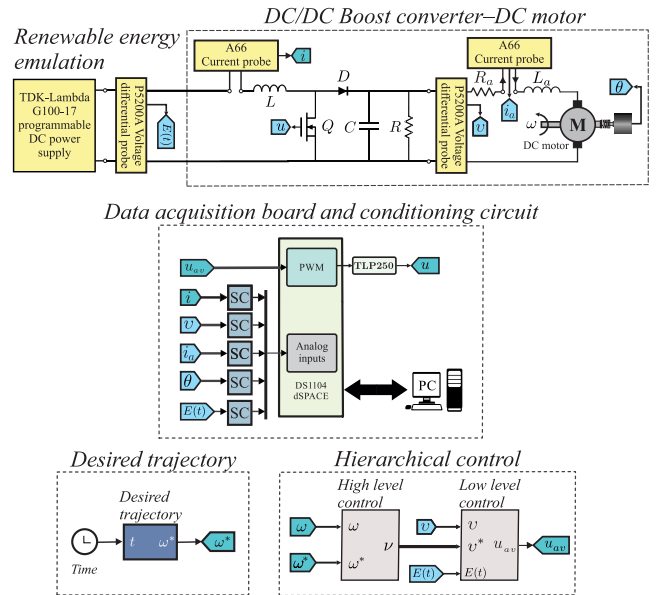 DC/DC Boost converter–DC motor
Renewable energy
emulation
A66
Current probe
i
A66
Current probe
TDK-Lambda
G100-17
programmable
DC power
supply
P5200A Voltage
differential probe
E(t)
L
D
u
Q
C
R
P5200A Voltage
differential probe
υ
R_a
i_a
L_a
θ
ω
M
DC motor
Data acquisition board and conditioning circuit
u_av
PWM
TLP250
u
i
SC
υ
SC
i_a
SC
θ
SC
E(t)
SC
Analog
inputs
DS1104
dSPACE
PC
Desired trajectory
Desired
trajectory
Time
t
ω*
ω*
Hierarchical control
High level
control
Low level
control
ω
ω
ω*
ω*
ν
υ
υ
υ*
E(t)
E(t)
u_av
u_av